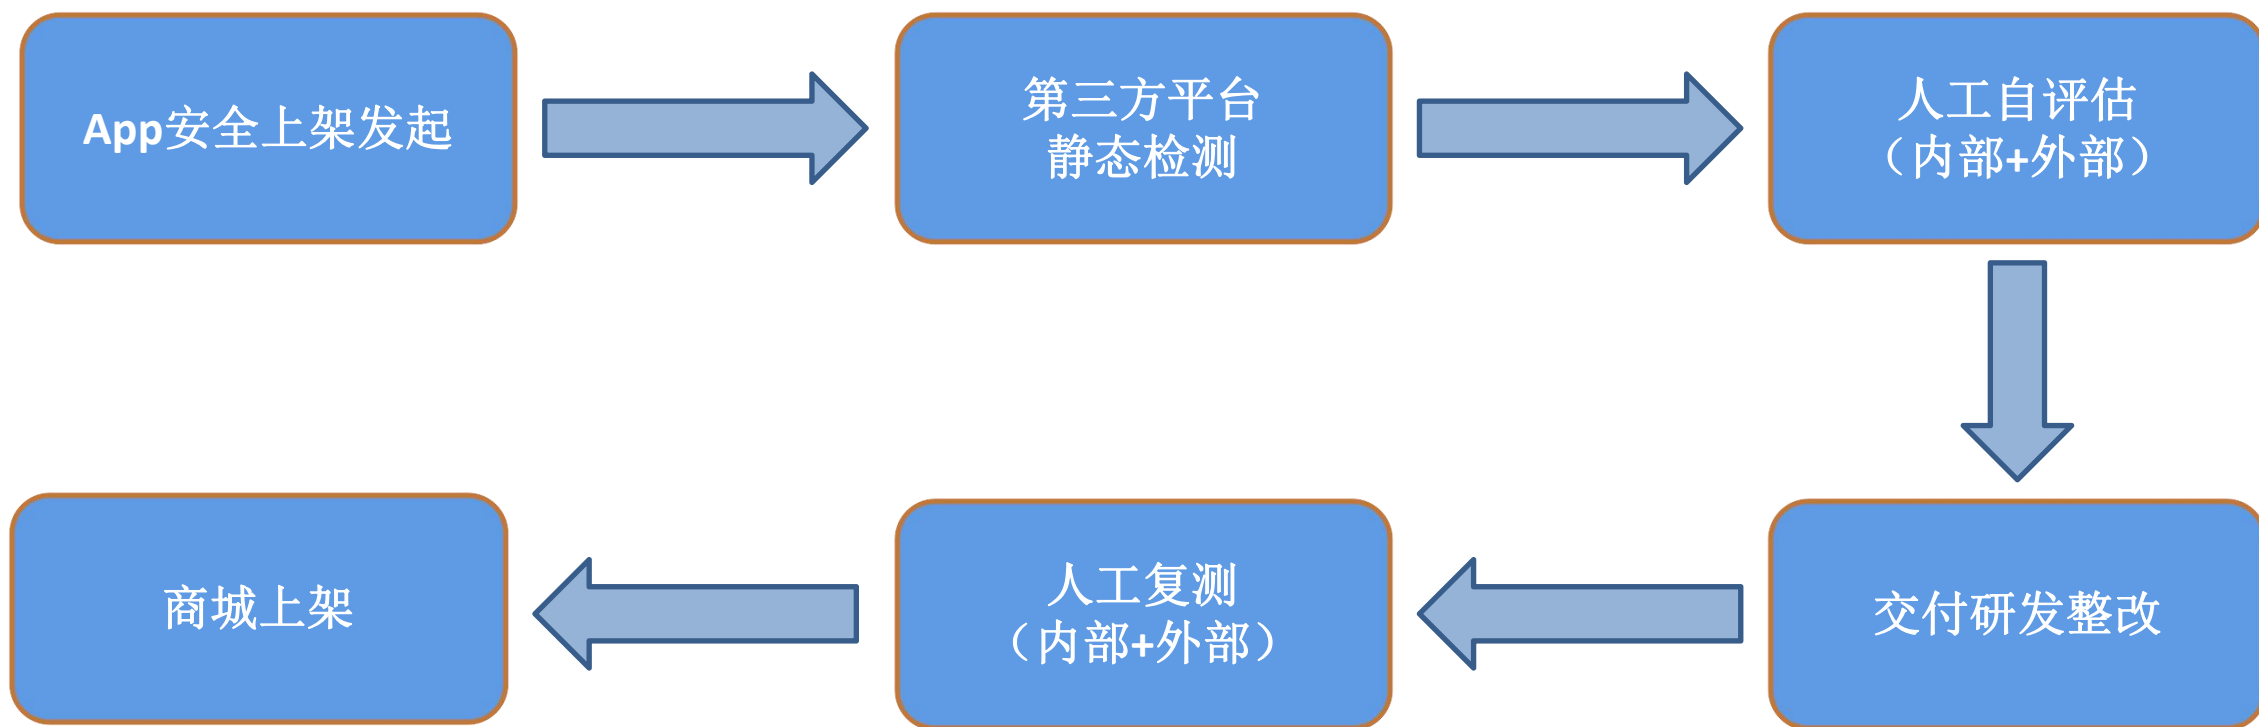 App安全上架发起
第三方平台
静态检测
人工自评估
（内部+外部）
交付研发整改
人工复测
（内部+外部）
商城上架